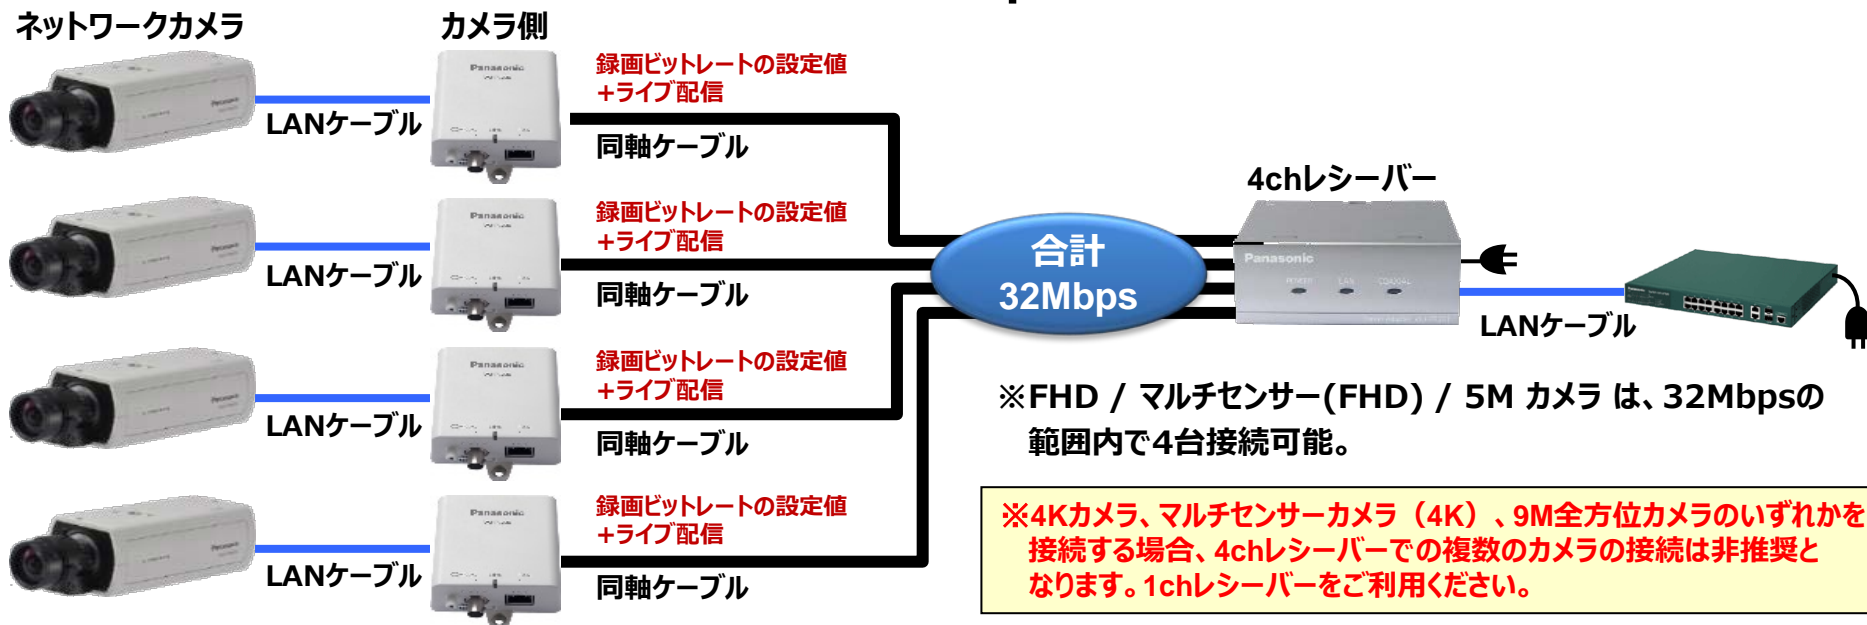 ネットワークカメラ
カメラ側
Panasonic
録画ビットレートの設定値
+ライブ配信
LANケーブル
同軸ケーブル
Panasonic
録画ビットレートの設定値
+ライブ配信
LANケーブル
同軸ケーブル
Panasonic
録画ビットレートの設定値
+ライブ配信
LANケーブル
同軸ケーブル
Panasonic
録画ビットレートの設定値
+ライブ配信
LANケーブル
同軸ケーブル
合計
32Mbps
4chレシーバー
Panasonic
POWER LAN COAXIAL
LANケーブル
※FHD / マルチセンサー(FHD) / 5M カメラ は、32Mbpsの
範囲内で4台接続可能。
※4Kカメラ、マルチセンサーカメラ（4K）、9M全方位カメラのいずれかを
接続する場合、4chレシーバーでの複数のカメラの接続は非推奨と
なります。1chレシーバーをご利用ください。